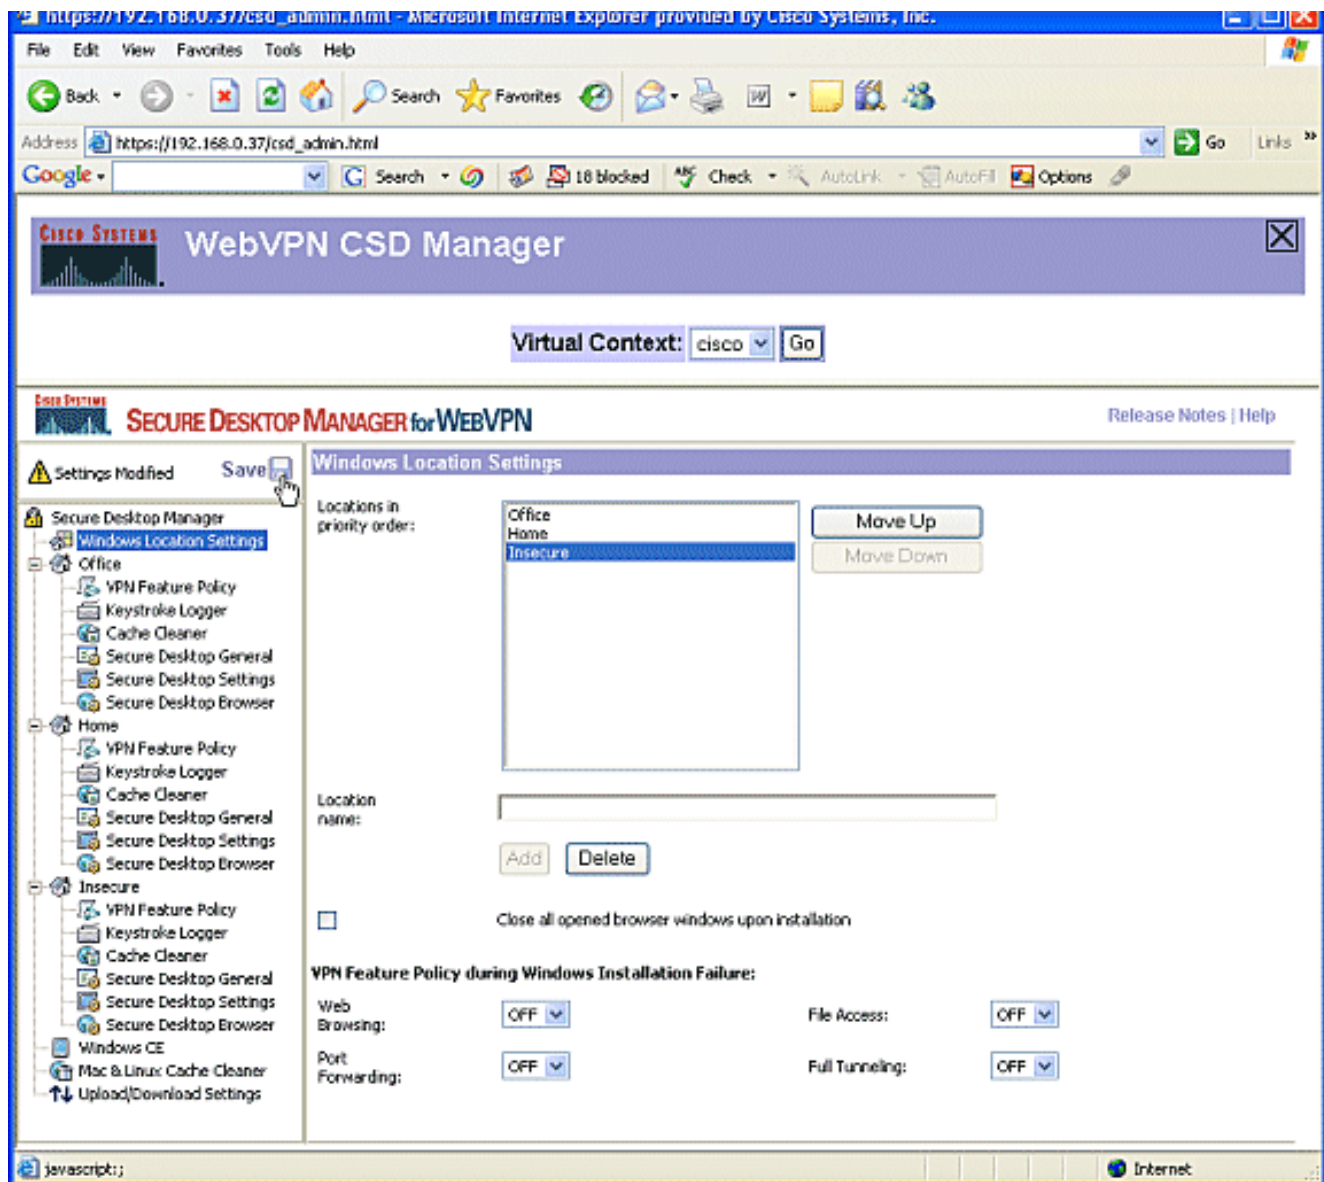 https://192.168.0.37/csd_admin.html - Microsoft Internet Explorer provided by Cisco Systems, Inc.
File Edit View Favorites Tools Help
Back Search Favorites W
Address https://192.168.0.37/csd_admin.html Go Links »
Google Search 18 blocked ABC Check AutoLink AutoFill Options
CISCO SYSTEMS
WebVPN CSD Manager
Virtual Context: cisco Go
CISCO SYSTEMS
SECURE DESKTOP MANAGER for WEBVPN
Release Notes | Help
Settings Modified Save
Secure Desktop Manager
Windows Location Settings
Office
VPN Feature Policy
Keystroke Logger
Cache Cleaner
Secure Desktop General
Secure Desktop Settings
Secure Desktop Browser
Home
VPN Feature Policy
Keystroke Logger
Cache Cleaner
Secure Desktop General
Secure Desktop Settings
Secure Desktop Browser
Insecure
VPN Feature Policy
Keystroke Logger
Cache Cleaner
Secure Desktop General
Secure Desktop Settings
Secure Desktop Browser
Windows CE
Mac & Linux Cache Cleaner
Upload/Download Settings
Windows Location Settings
Locations in
priority order:
Office
Home
Insecure
Move Up
Move Down
Location
name:
Add Delete
Close all opened browser windows upon installation
VPN Feature Policy during Windows Installation Failure:
Web
Browsing:
OFF
File Access:
OFF
Port
Forwarding:
OFF
Full Tunneling:
OFF
javascript:; Internet